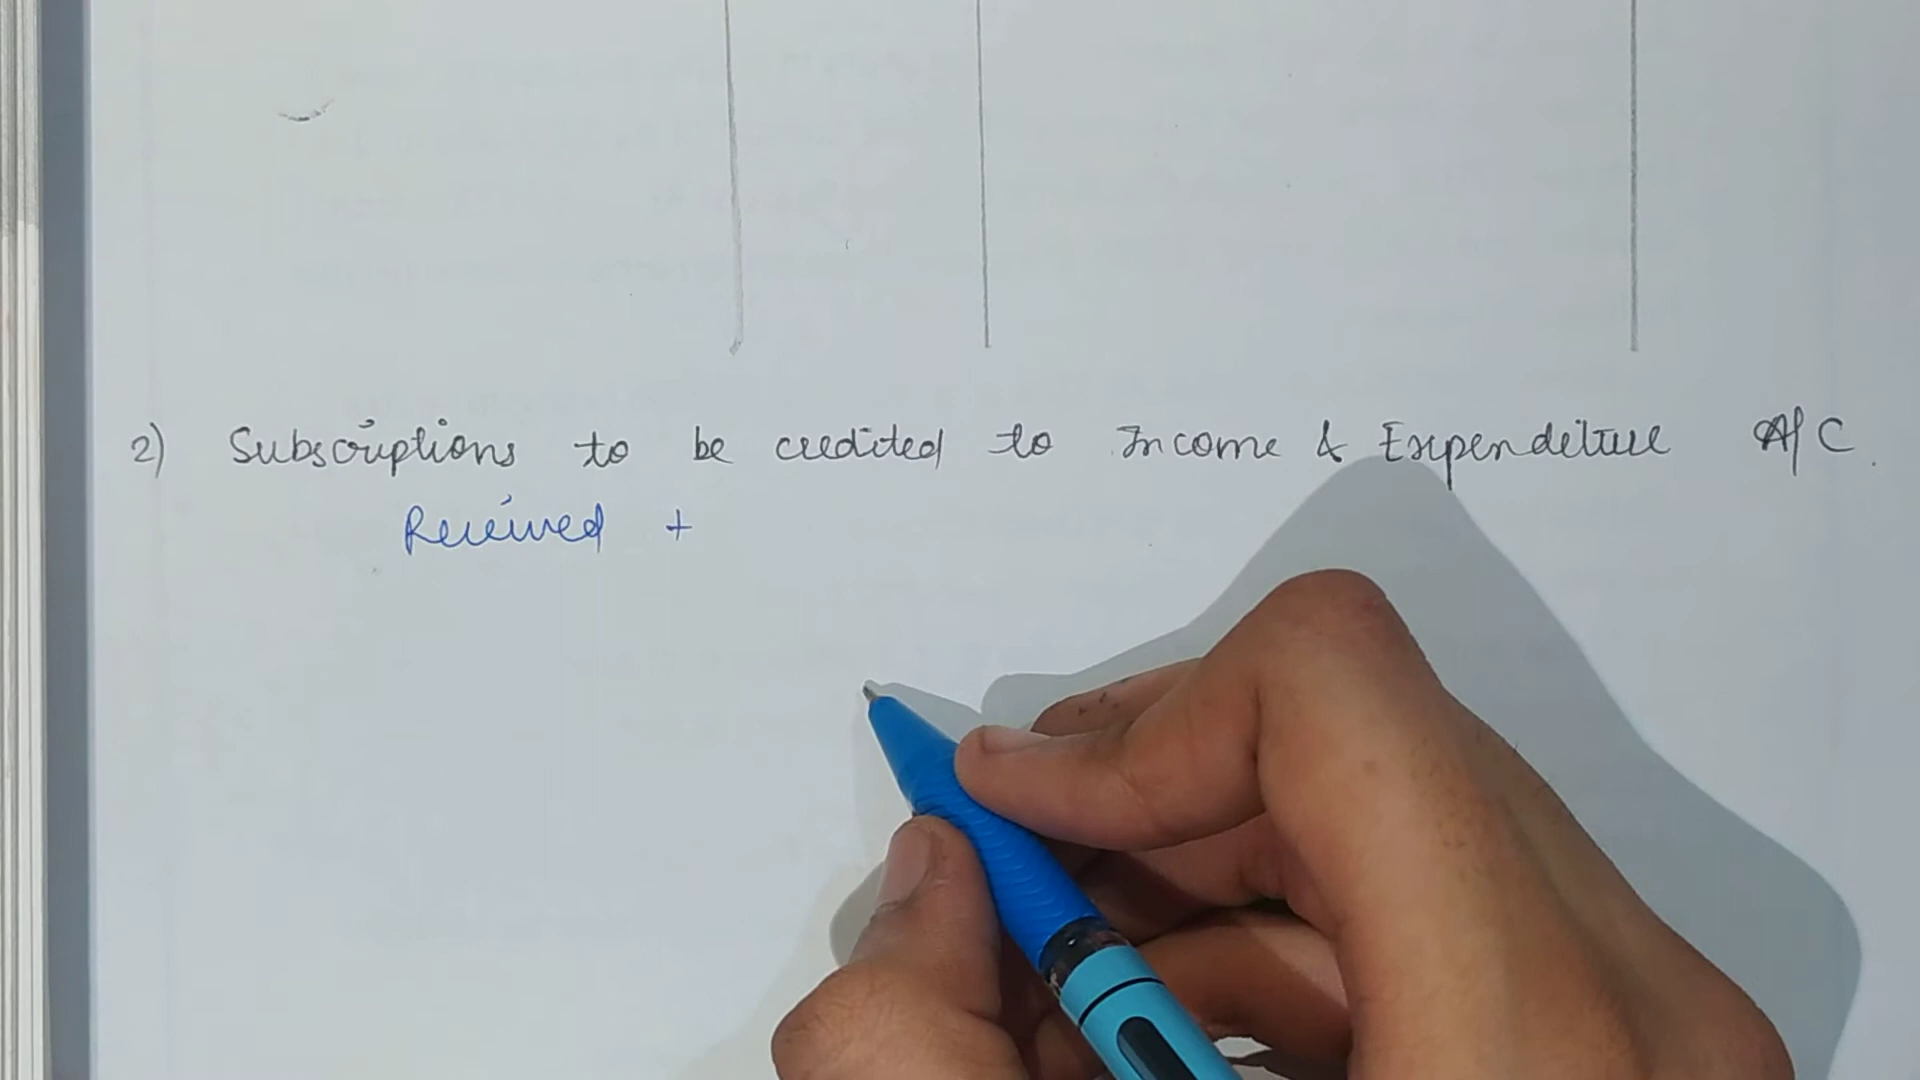 2) Subscriptions to be credited to Income & Expenditure A/C.
Received +